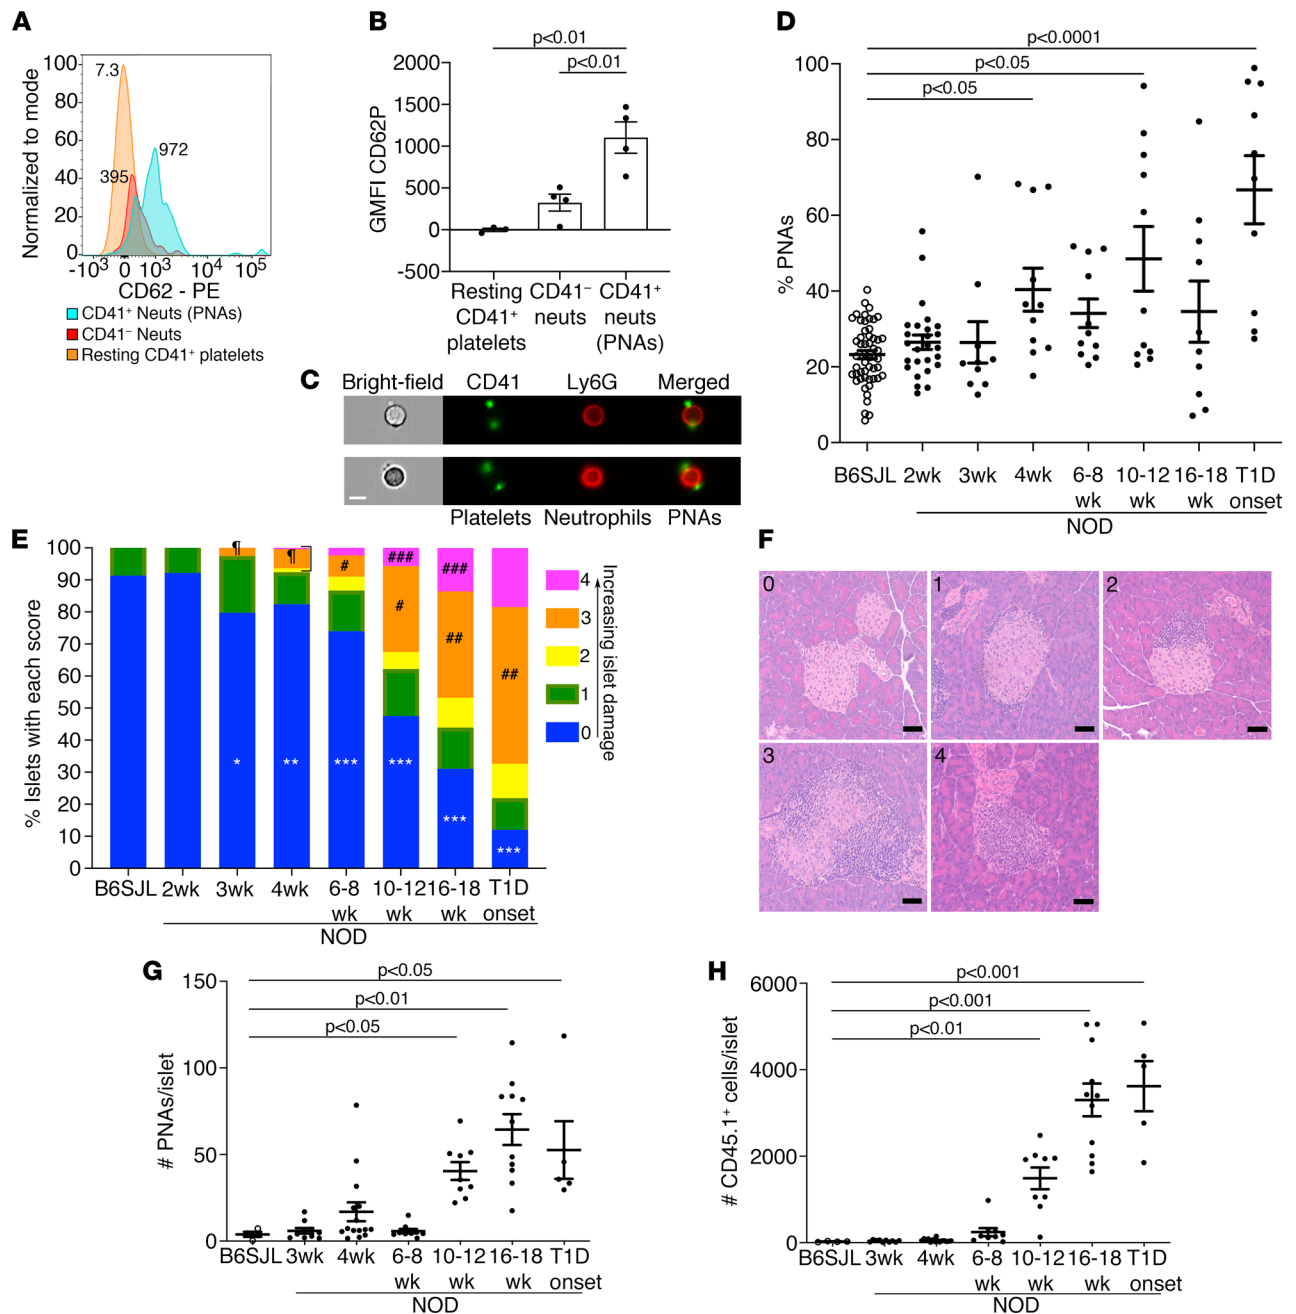 A
Normalized to mode
100
80
60
40
20
0
7.3
395
972
-10³ 0 10³ 10⁴ 10⁵
CD62 - PE
CD41⁺ Neuts (PNAs)
CD41⁻ Neuts
Resting CD41⁺ platelets
B
GMFI CD62P
2000
1500
1000
500
0
-500
p<0.01
p<0.01
Resting CD41⁺ platelets
CD41⁻ neuts
CD41⁺ neuts (PNAs)
C
Bright-field CD41 Ly6G Merged
Platelets Neutrophils PNAs
D
% PNAs
100
80
60
40
20
0
p<0.0001
p<0.05
p<0.05
B6SJL 2wk 3wk 4wk 6-8 wk 10-12 wk 16-18 wk T1D onset
NOD
E
% Islets with each score
100
90
80
70
60
50
40
30
20
10
0
¶ ¶ # ### ###
# ## ##
* ** *** *** *** ***
4
3
2
1
0
Increasing islet damage
B6SJL 2wk 3wk 4wk 6-8 wk 10-12 wk 16-18 wk T1D onset
NOD
F
0 1 2
3 4
G
# PNAs/islet
150
100
50
0
p<0.05
p<0.01
p<0.05
B6SJL 3wk 4wk 6-8 wk 10-12 wk 16-18 wk T1D onset
NOD
H
# CD45.1⁺ cells/islet
6000
4000
2000
0
p<0.001
p<0.001
p<0.01
B6SJL 3wk 4wk 6-8 wk 10-12 wk 16-18 wk T1D onset
NOD